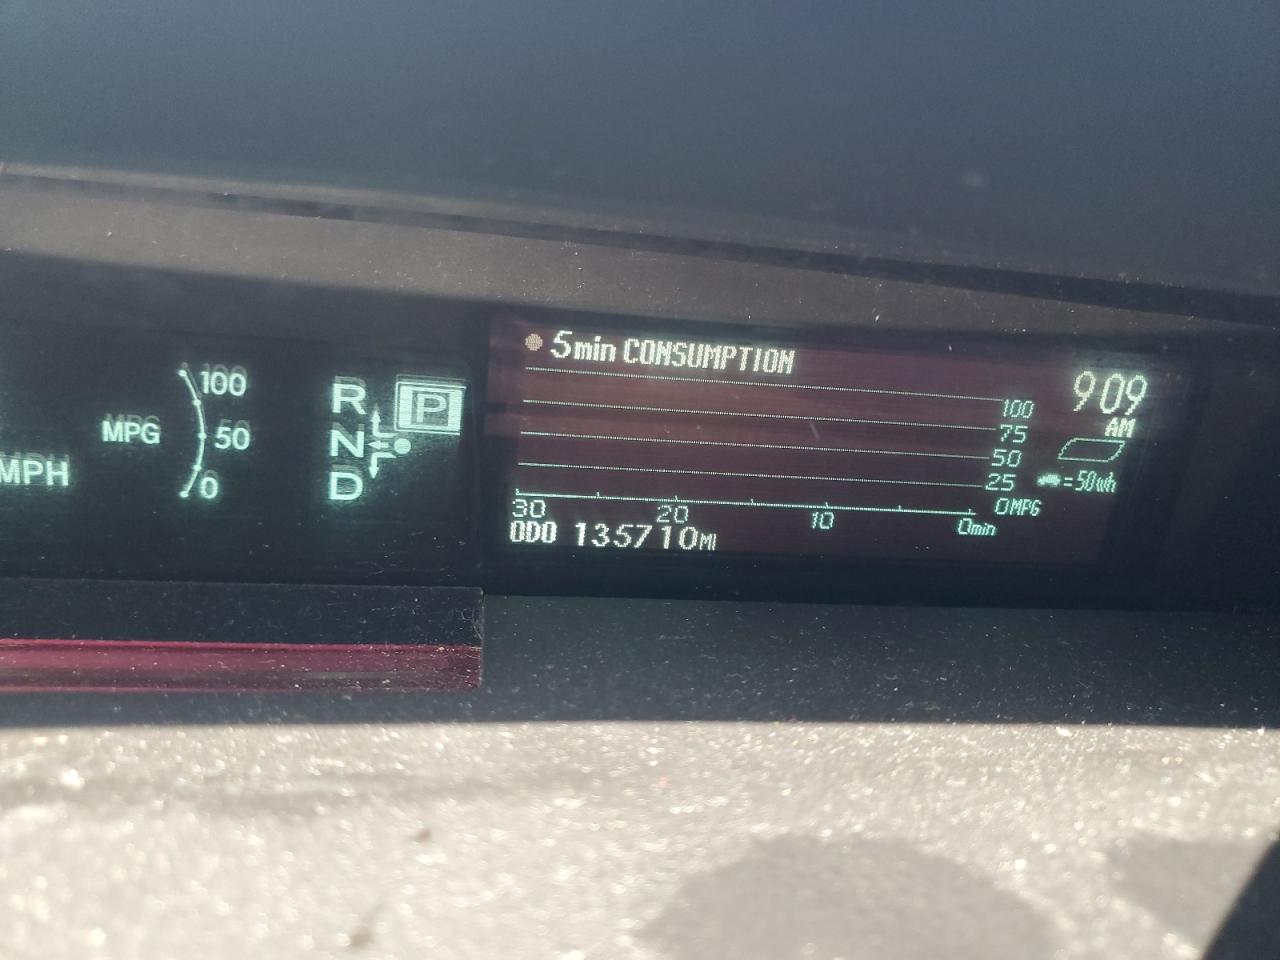 MPG
100
50
0
MPH
R
N
D
P
5min CONSUMPTION
100
75
50
25
0MPG
30 20 10 0min
ODO 135710MI
9 09
AM
=50wh